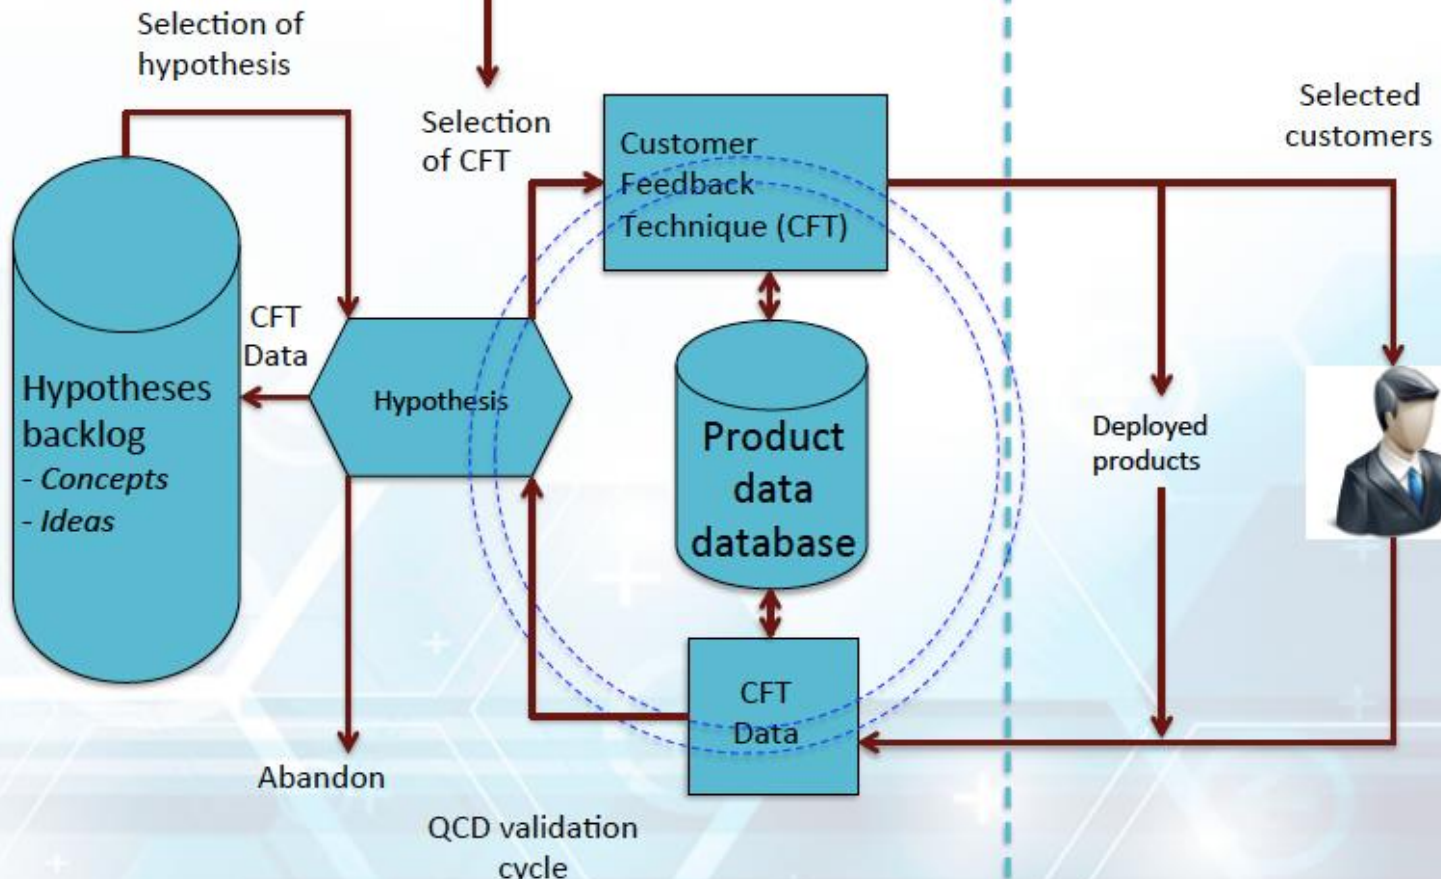 Selection of
hypothesis
Selection
of CFT
Customer
Feedback
Technique (CFT)
Selected
customers
CFT
Data
Hypotheses
backlog
- Concepts
- Ideas
Hypothesis
Product
data
database
Deployed
products
CFT
Data
Abandon
QCD validation
cycle